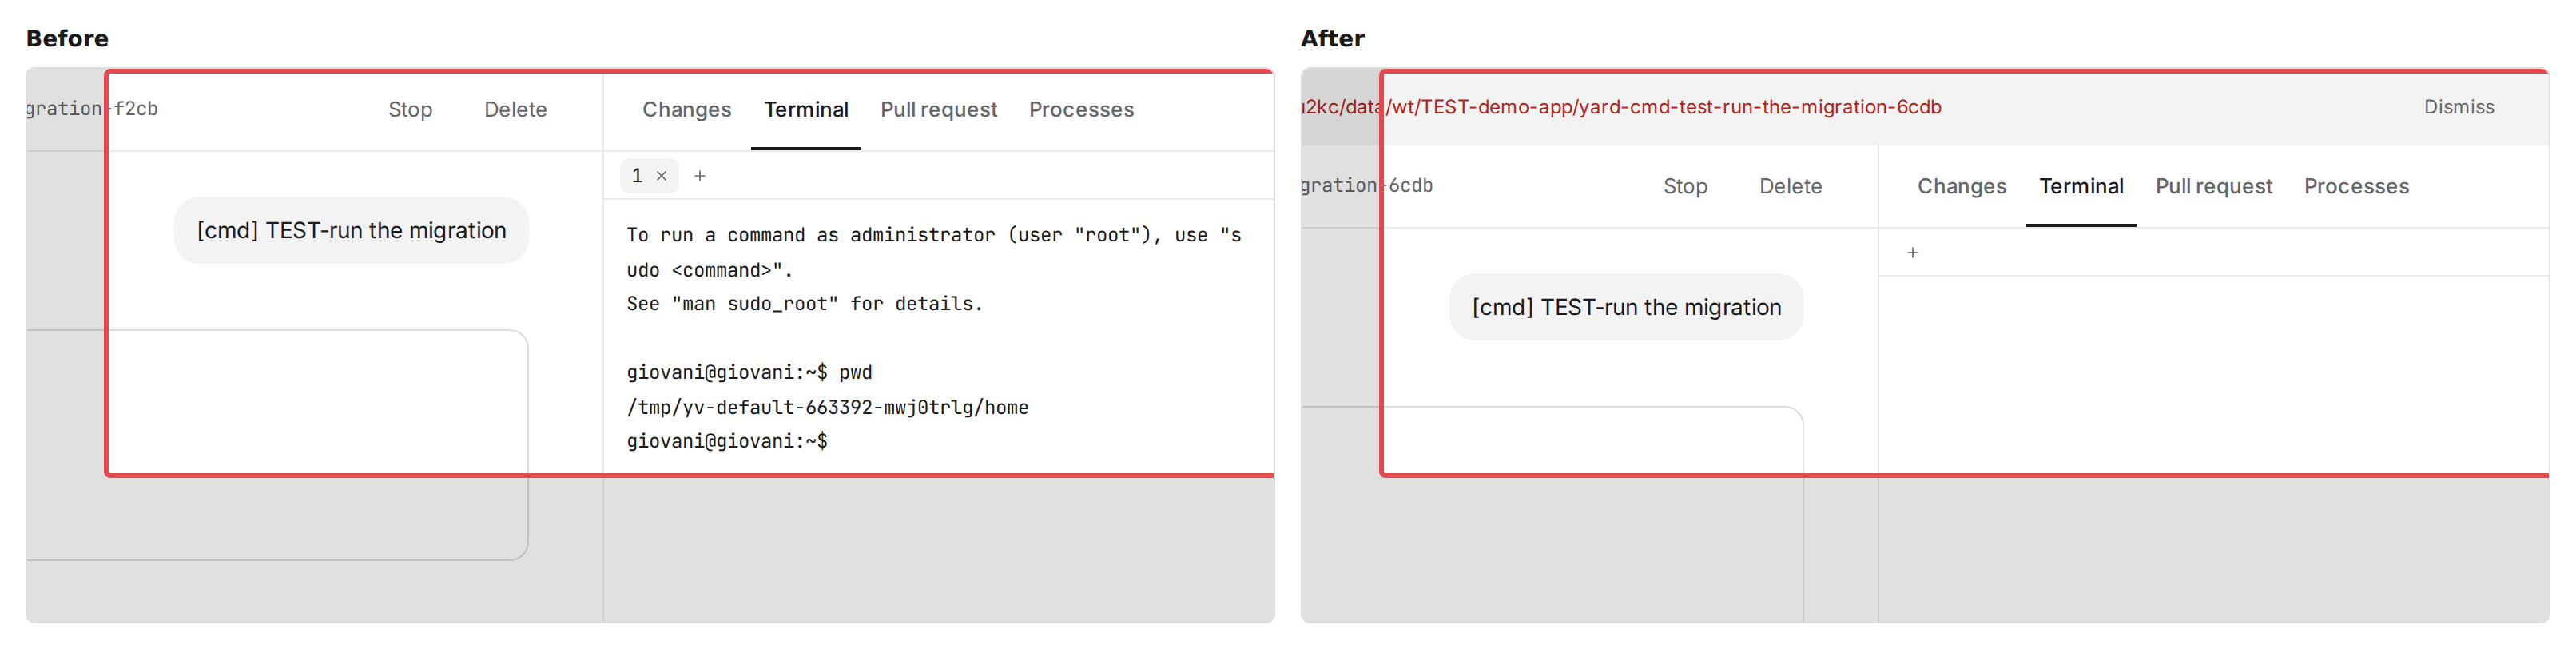 Before
gration-f2cb
Stop
Delete
Changes
Terminal
Pull request
Processes
1 × +
[cmd] TEST-run the migration
To run a command as administrator (user "root"), use "s
udo <command>".
See "man sudo_root" for details.
giovani@giovani:~$ pwd
/tmp/yv-default-663392-mwj0trlg/home
giovani@giovani:~$
After
2kc/data/wt/TEST-demo-app/yard-cmd-test-run-the-migration-6cdb
Dismiss
gration-6cdb
Stop
Delete
Changes
Terminal
Pull request
Processes
+
[cmd] TEST-run the migration